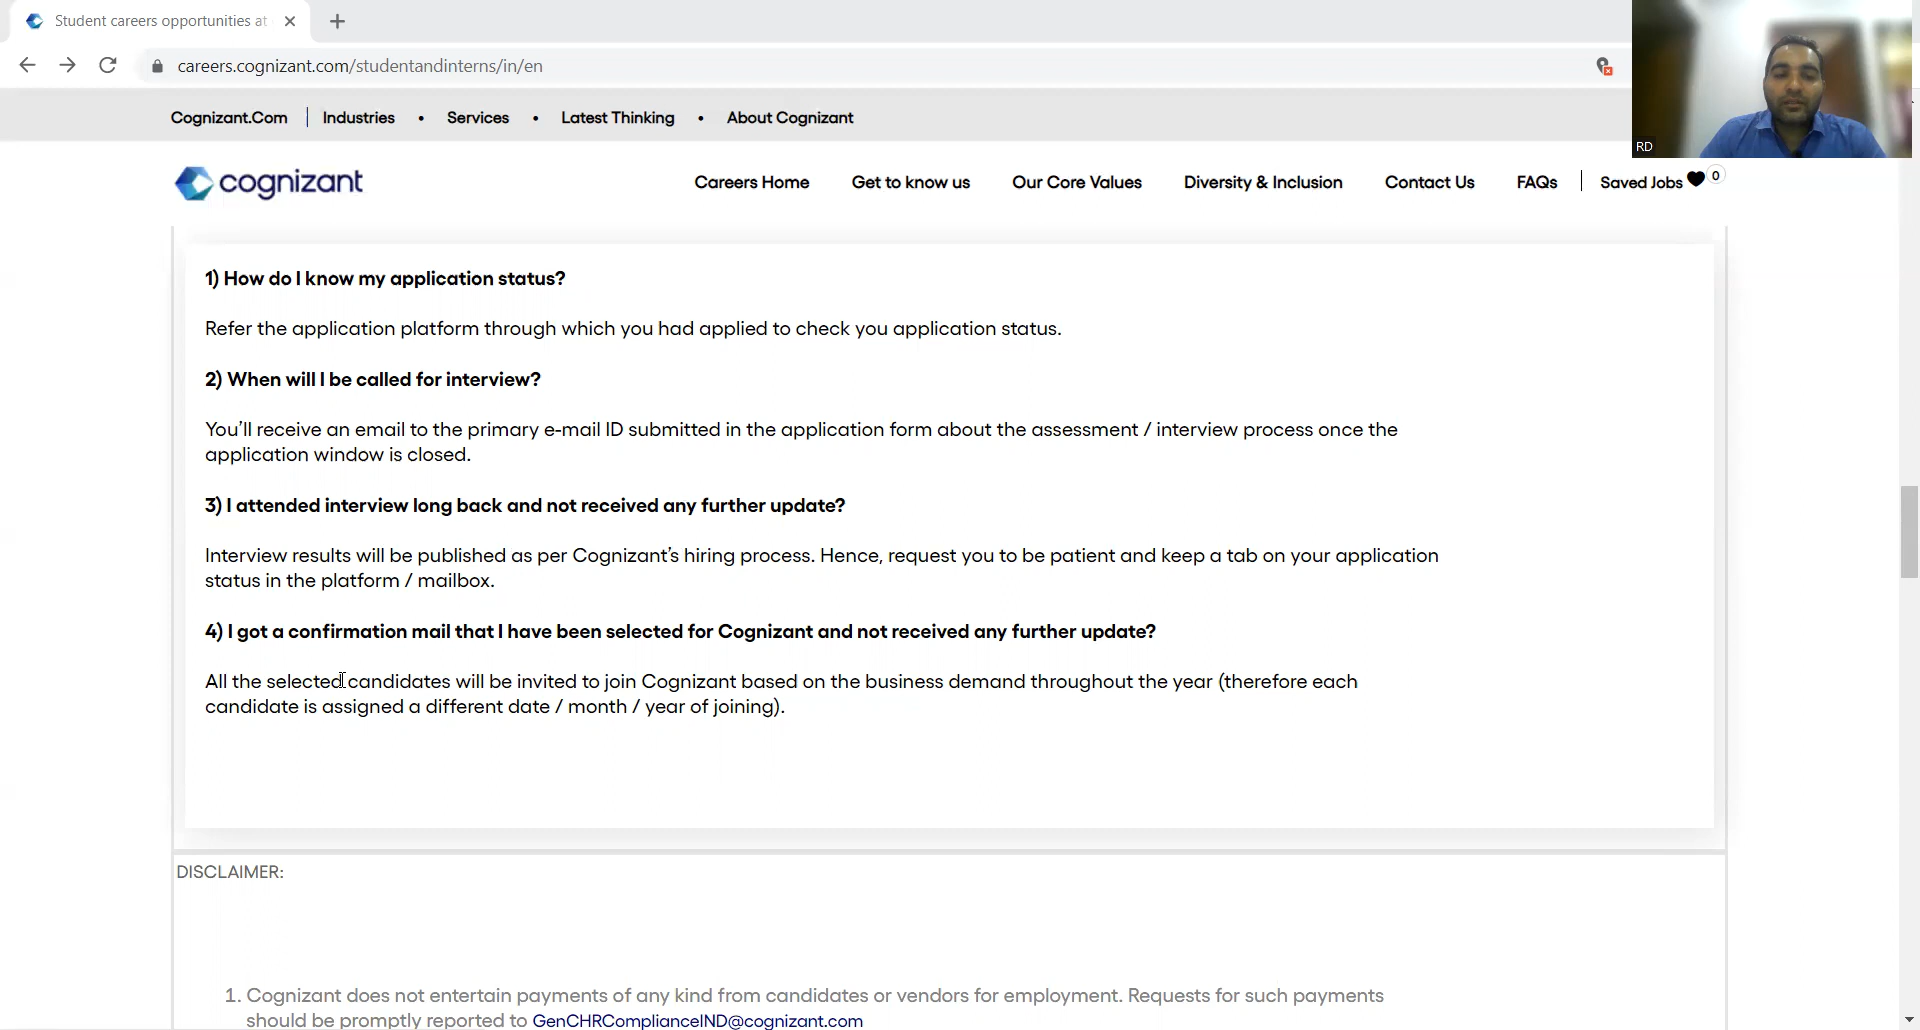 Student careers opportunities at
careers.cognizant.com/studentandinterns/in/en
Cognizant.Com | Industries • Services • Latest Thinking • About Cognizant
RD
cognizant
Careers Home Get to know us Our Core Values Diversity & Inclusion Contact Us FAQs | Saved Jobs 0
1) How do I know my application status?
Refer the application platform through which you had applied to check you application status.
2) When will I be called for interview?
You'll receive an email to the primary e-mail ID submitted in the application form about the assessment / interview process once the
application window is closed.
3) I attended interview long back and not received any further update?
Interview results will be published as per Cognizant's hiring process. Hence, request you to be patient and keep a tab on your application
status in the platform / mailbox.
4) I got a confirmation mail that I have been selected for Cognizant and not received any further update?
All the selected candidates will be invited to join Cognizant based on the business demand throughout the year (therefore each
candidate is assigned a different date / month / year of joining).
DISCLAIMER:
1. Cognizant does not entertain payments of any kind from candidates or vendors for employment. Requests for such payments
should be promptly reported to GenCHRComplianceIND@cognizant.com